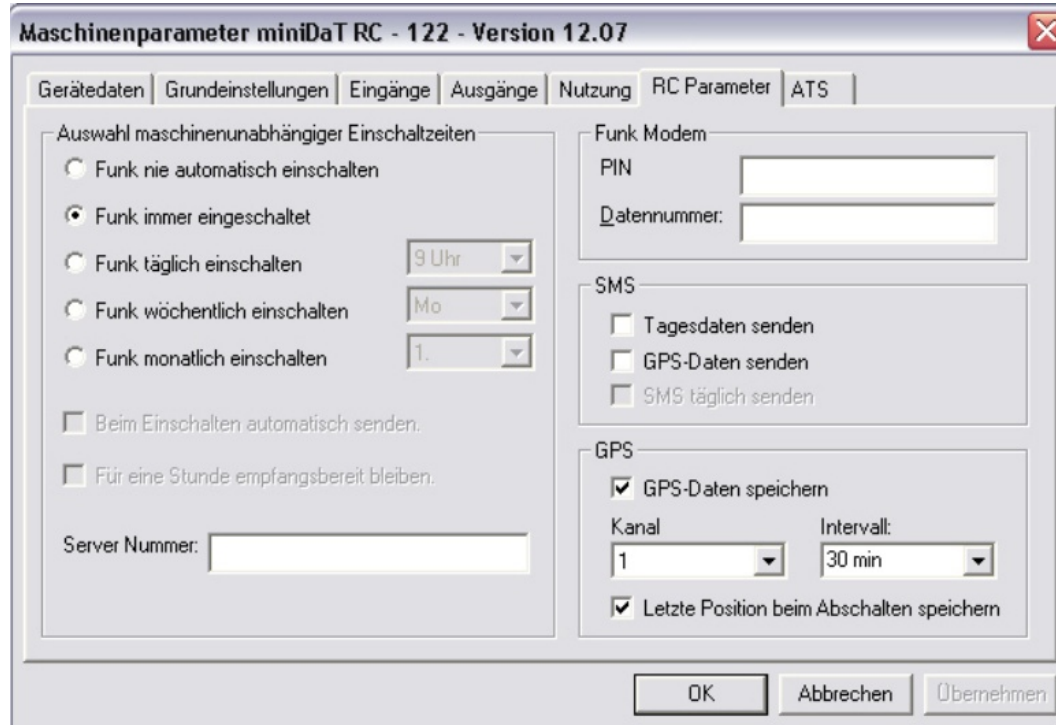 Maschinenparameter miniDaT RC - 122 - Version 12.07
Gerätedaten Grundeinstellungen Eingänge Ausgänge Nutzung RC Parameter ATS
Auswahl maschinenunabhängiger Einschaltzeiten
Funk nie automatisch einschalten
Funk immer eingeschaltet
Funk täglich einschalten 9 Uhr
Funk wöchentlich einschalten Mo
Funk monatlich einschalten 1.
Beim Einschalten automatisch senden.
Für eine Stunde empfangsbereit bleiben.
Server Nummer:
Funk Modem
PIN
Datennummer:
SMS
Tagesdaten senden
GPS-Daten senden
SMS täglich senden
GPS
GPS-Daten speichern
Kanal Intervall:
1 30 min
Letzte Position beim Abschalten speichern
OK Abbrechen Übernehmen